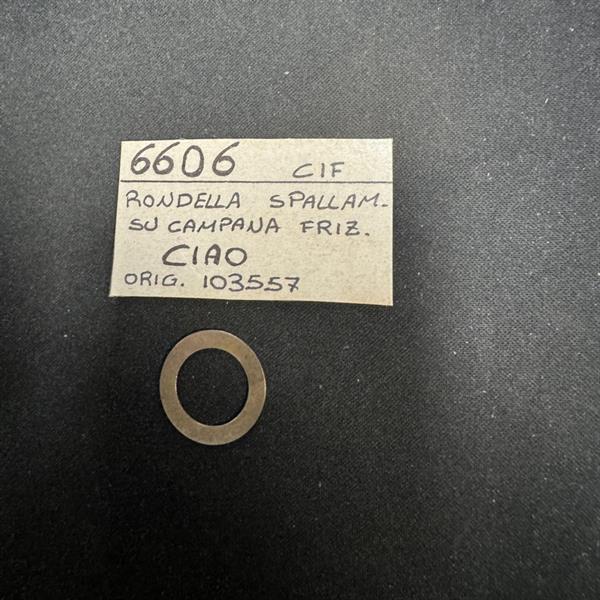 6606 CIF
RONDELLA SPALLAM-
SU CAMPANA FRIZ.
CIAO
ORIG. 103557